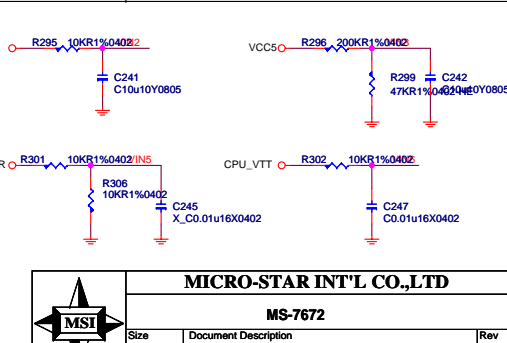 R295 10KR1%0402 VIN2
C241
C10u10Y0805
VCC5 R296 200KR1%0402
R299
47KR1%0402
C242
R301 10KR1%0402 VIN5
R306
10KR1%0402
C245
X_C0.01u16X0402
CPU_VTT R302 10KR1%0402
C247
C0.01u16X0402
MICRO-STAR INT'L CO.,LTD
MSI
MS-7672
Size Document Description Rev